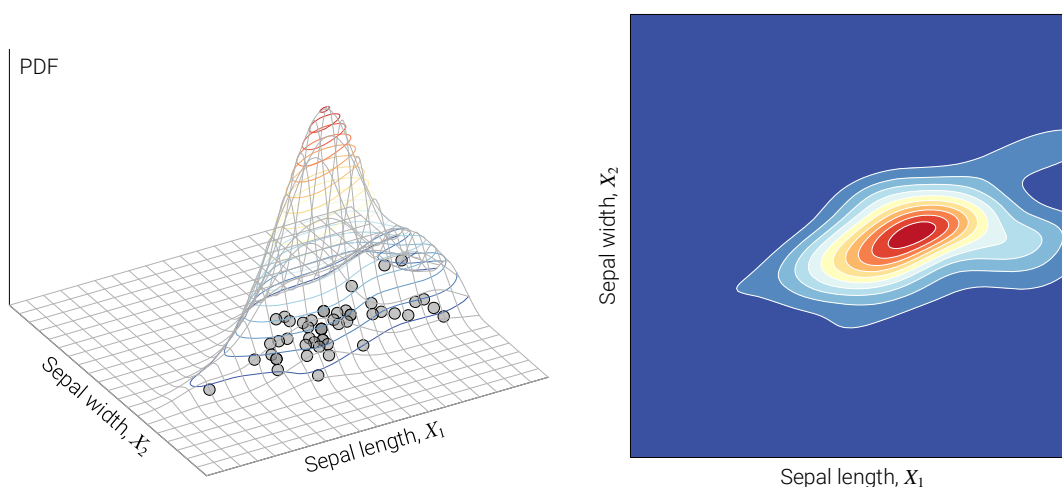 PDF
Sepal width, X₂
Sepal length, X₁
Sepal width, X₂
Sepal length, X₁